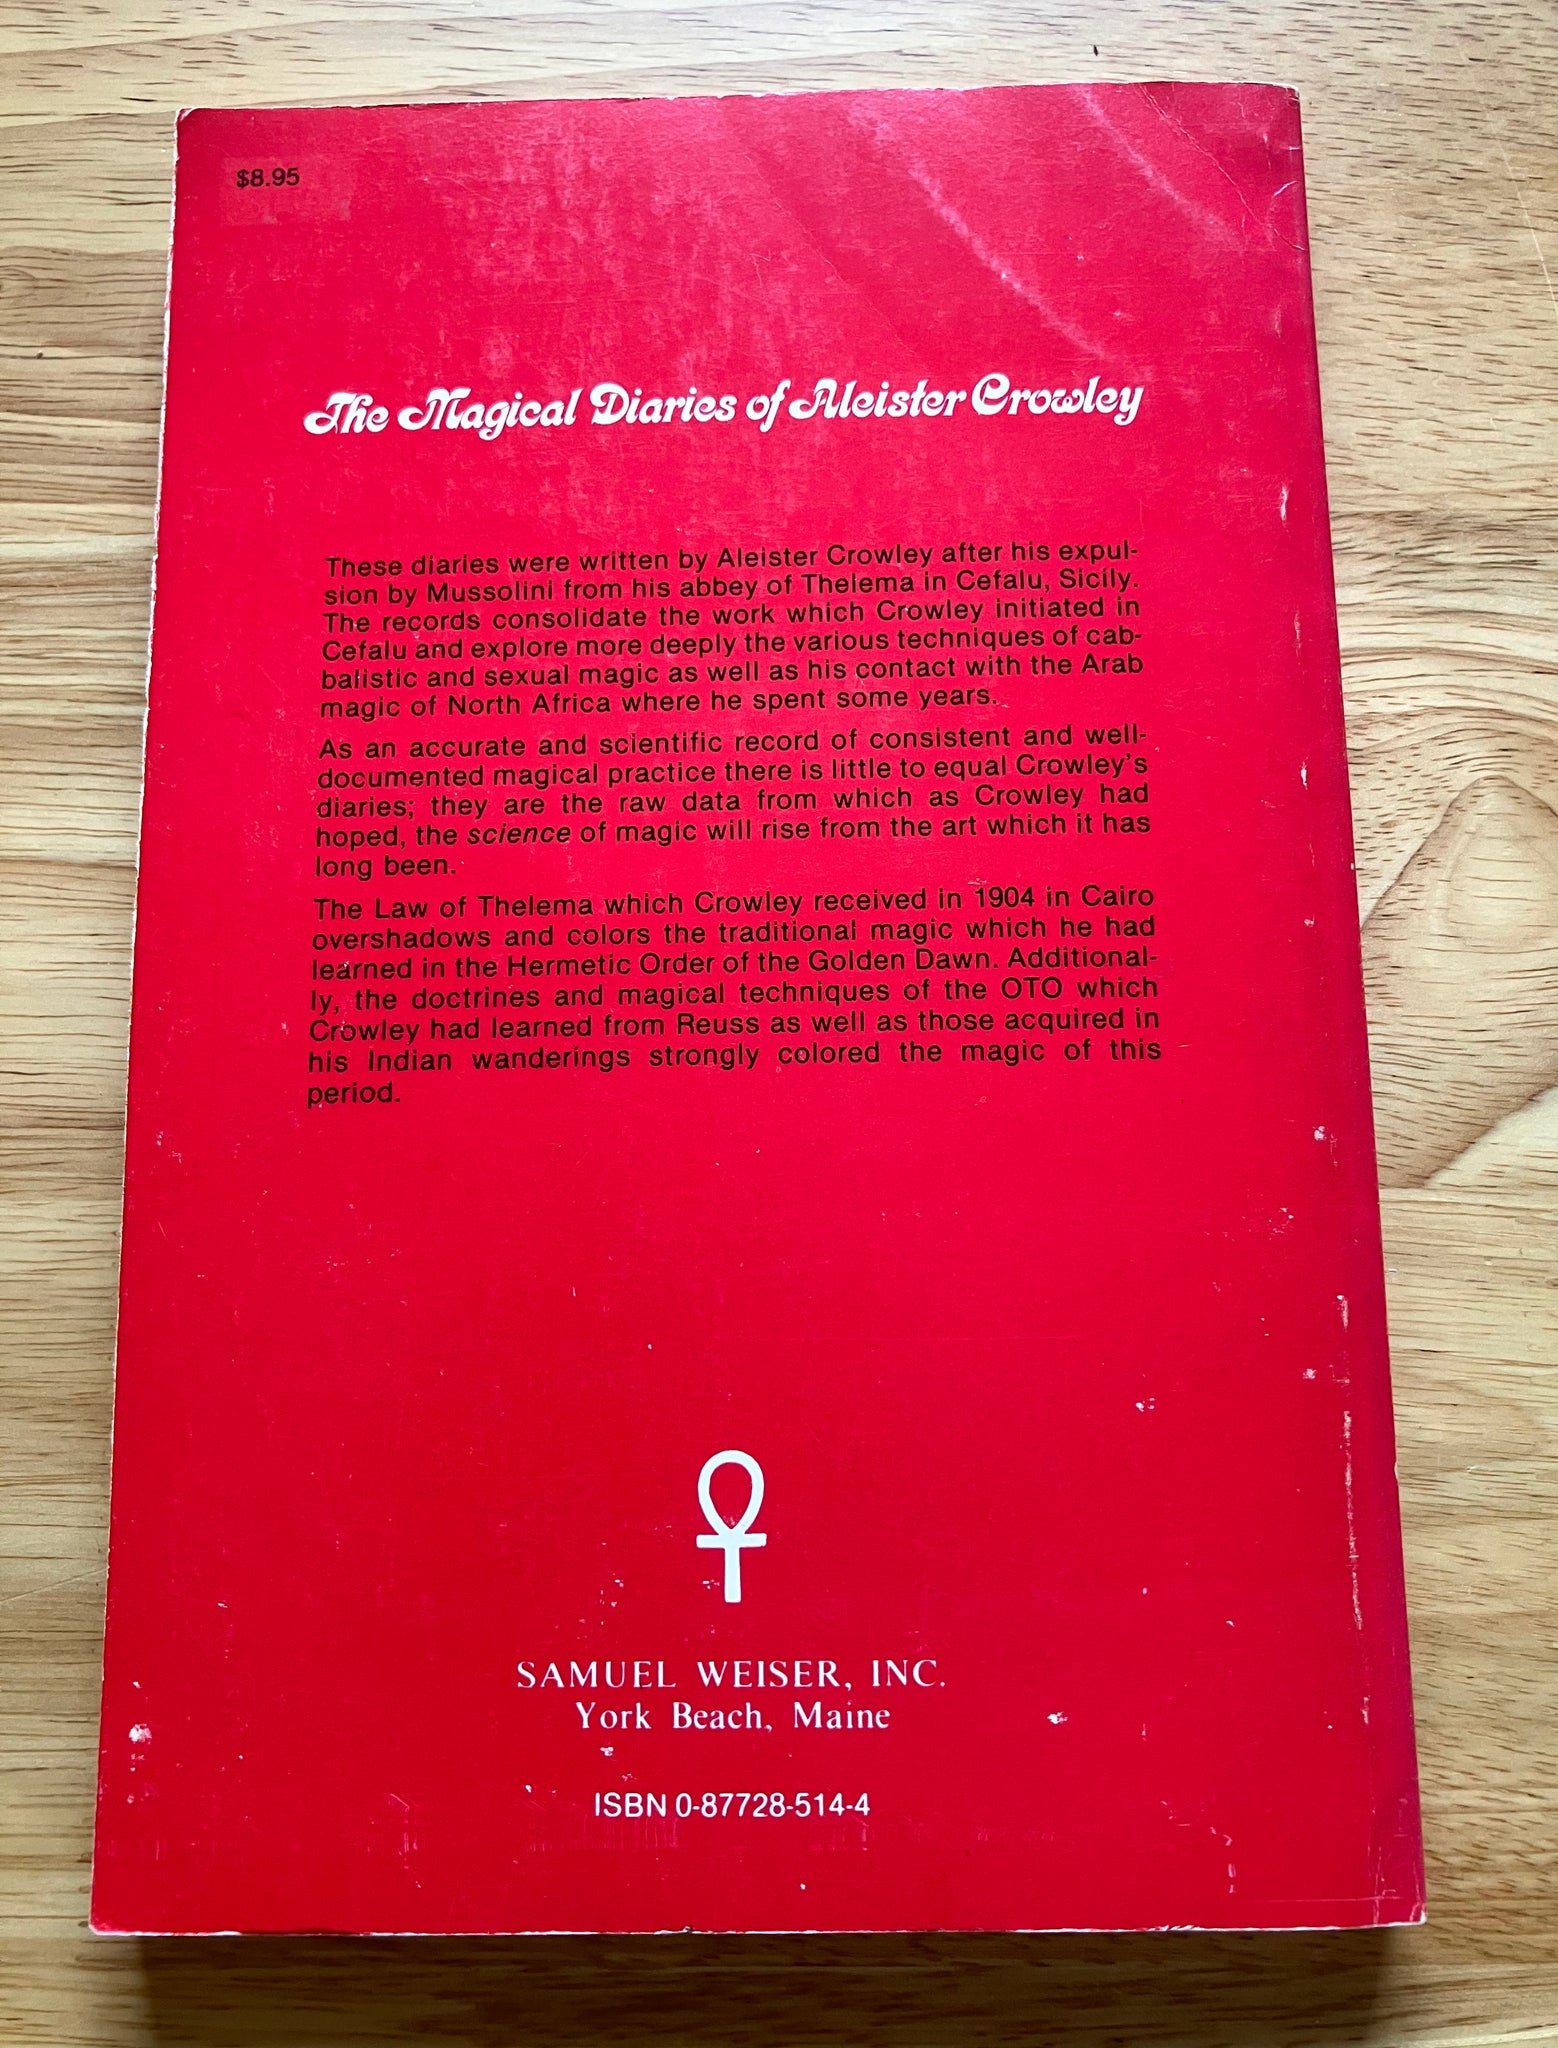 $8.95
The Magical Diaries of Aleister Crowley
These diaries were written by Aleister Crowley after his expul-
sion by Mussolini from his abbey of Thelema in Cefalu, Sicily.
The records consolidate the work which Crowley initiated in
Cefalu and explore more deeply the various techniques of cab-
balistic and sexual magic as well as his contact with the Arab
magic of North Africa where he spent some years.
As an accurate and scientific record of consistent and well-
documented magical practice there is little to equal Crowley's
diaries; they are the raw data from which as Crowley had
hoped, the science of magic will rise from the art which it has
long been.
The Law of Thelema which Crowley received in 1904 in Cairo
overshadows and colors the traditional magic which he had
learned in the Hermetic Order of the Golden Dawn. Additional-
ly, the doctrines and magical techniques of the OTO which
Crowley had learned from Reuss as well as those acquired in
his Indian wanderings strongly colored the magic of this
period.
SAMUEL WEISER, INC.
York Beach, Maine
ISBN 0-87728-514-4